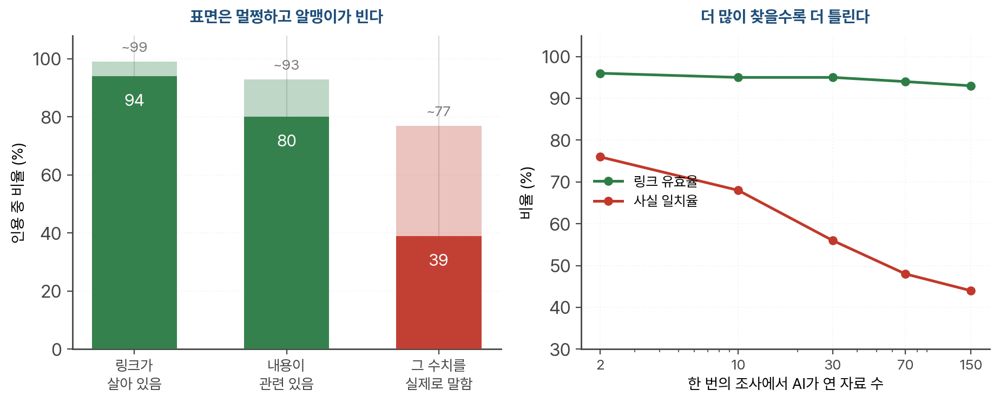 표면은 멀쩡하고 알맹이가 빈다
인용 중 비율 (%)
100
80
60
40
20
0
~99
94
~93
80
~77
39
링크가
살아 있음
내용이
관련 있음
그 수치를
실제로 말함
더 많이 찾을수록 더 틀린다
비율 (%)
100
90
80
70
60
50
40
30
링크 유효율
사실 일치율
2
10
30
70
150
한 번의 조사에서 AI가 연 자료 수